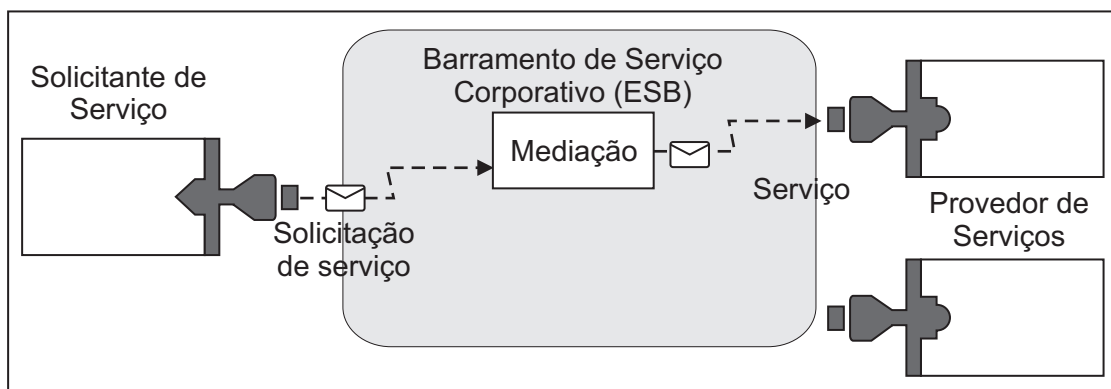 Solicitante de
Serviço
Barramento de Serviço
Corporativo (ESB)
Mediação
Solicitação
de serviço
Serviço
Provedor de
Serviços